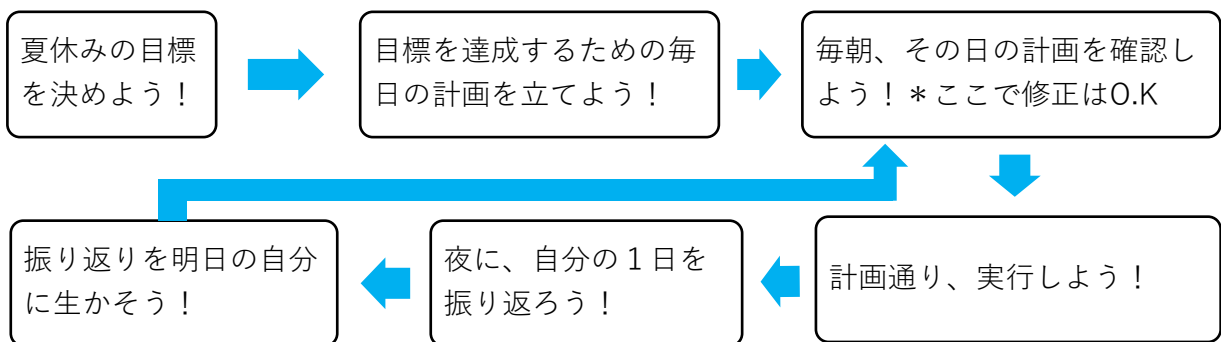 夏休みの目標
を決めよう！
目標を達成するための毎
日の計画を立てよう！
毎朝、その日の計画を確認し
よう！＊ここで修正はO.K
計画通り、実行しよう！
夜に、自分の１日を
振り返ろう！
振り返りを明日の自分
に生かそう！